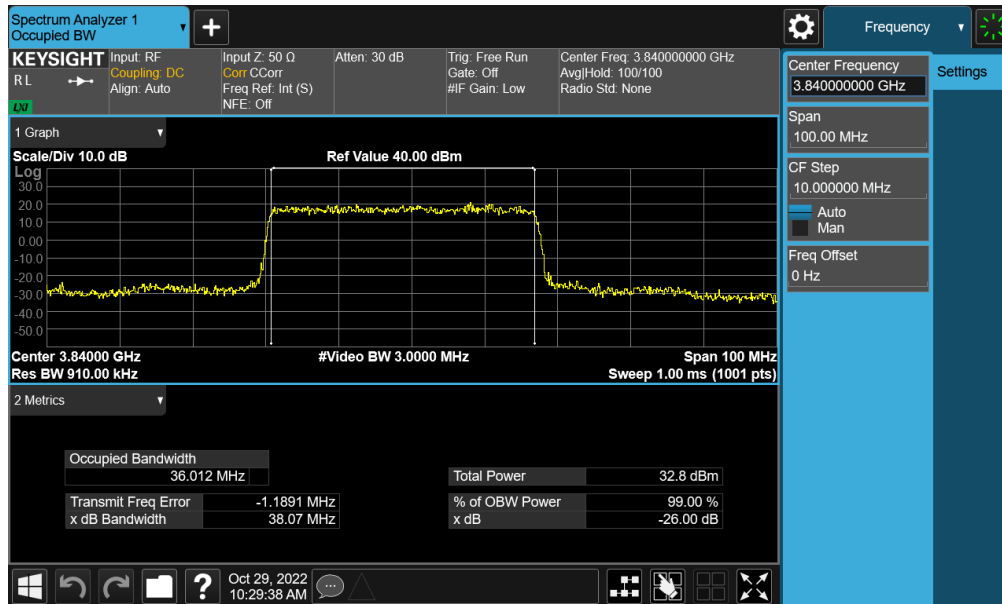 Spectrum Analyzer 1
Occupied BW
Frequency
KEYSIGHT
R L
LXI
Input: RF
Coupling: DC
Align: Auto
Input Z: 50 Ω
Corr CCorr
Freq Ref: Int (S)
NFE: Off
Atten: 30 dB
Trig: Free Run
Gate: Off
#IF Gain: Low
Center Freq: 3.840000000 GHz
Avg|Hold: 100/100
Radio Std: None
Center Frequency
3.840000000 GHz
Settings
Span
100.00 MHz
CF Step
10.000000 MHz
Auto
Man
Freq Offset
0 Hz
1 Graph
Scale/Div 10.0 dB
Ref Value 40.00 dBm
Log
30.0
20.0
10.0
0.00
-10.0
-20.0
-30.0
-40.0
-50.0
Center 3.84000 GHz
#Video BW 3.0000 MHz
Span 100 MHz
Res BW 910.00 kHz
Sweep 1.00 ms (1001 pts)
2 Metrics
Occupied Bandwidth
36.012 MHz
Total Power 32.8 dBm
Transmit Freq Error -1.1891 MHz
% of OBW Power 99.00 %
x dB Bandwidth 38.07 MHz
x dB -26.00 dB
Oct 29, 2022
10:29:38 AM